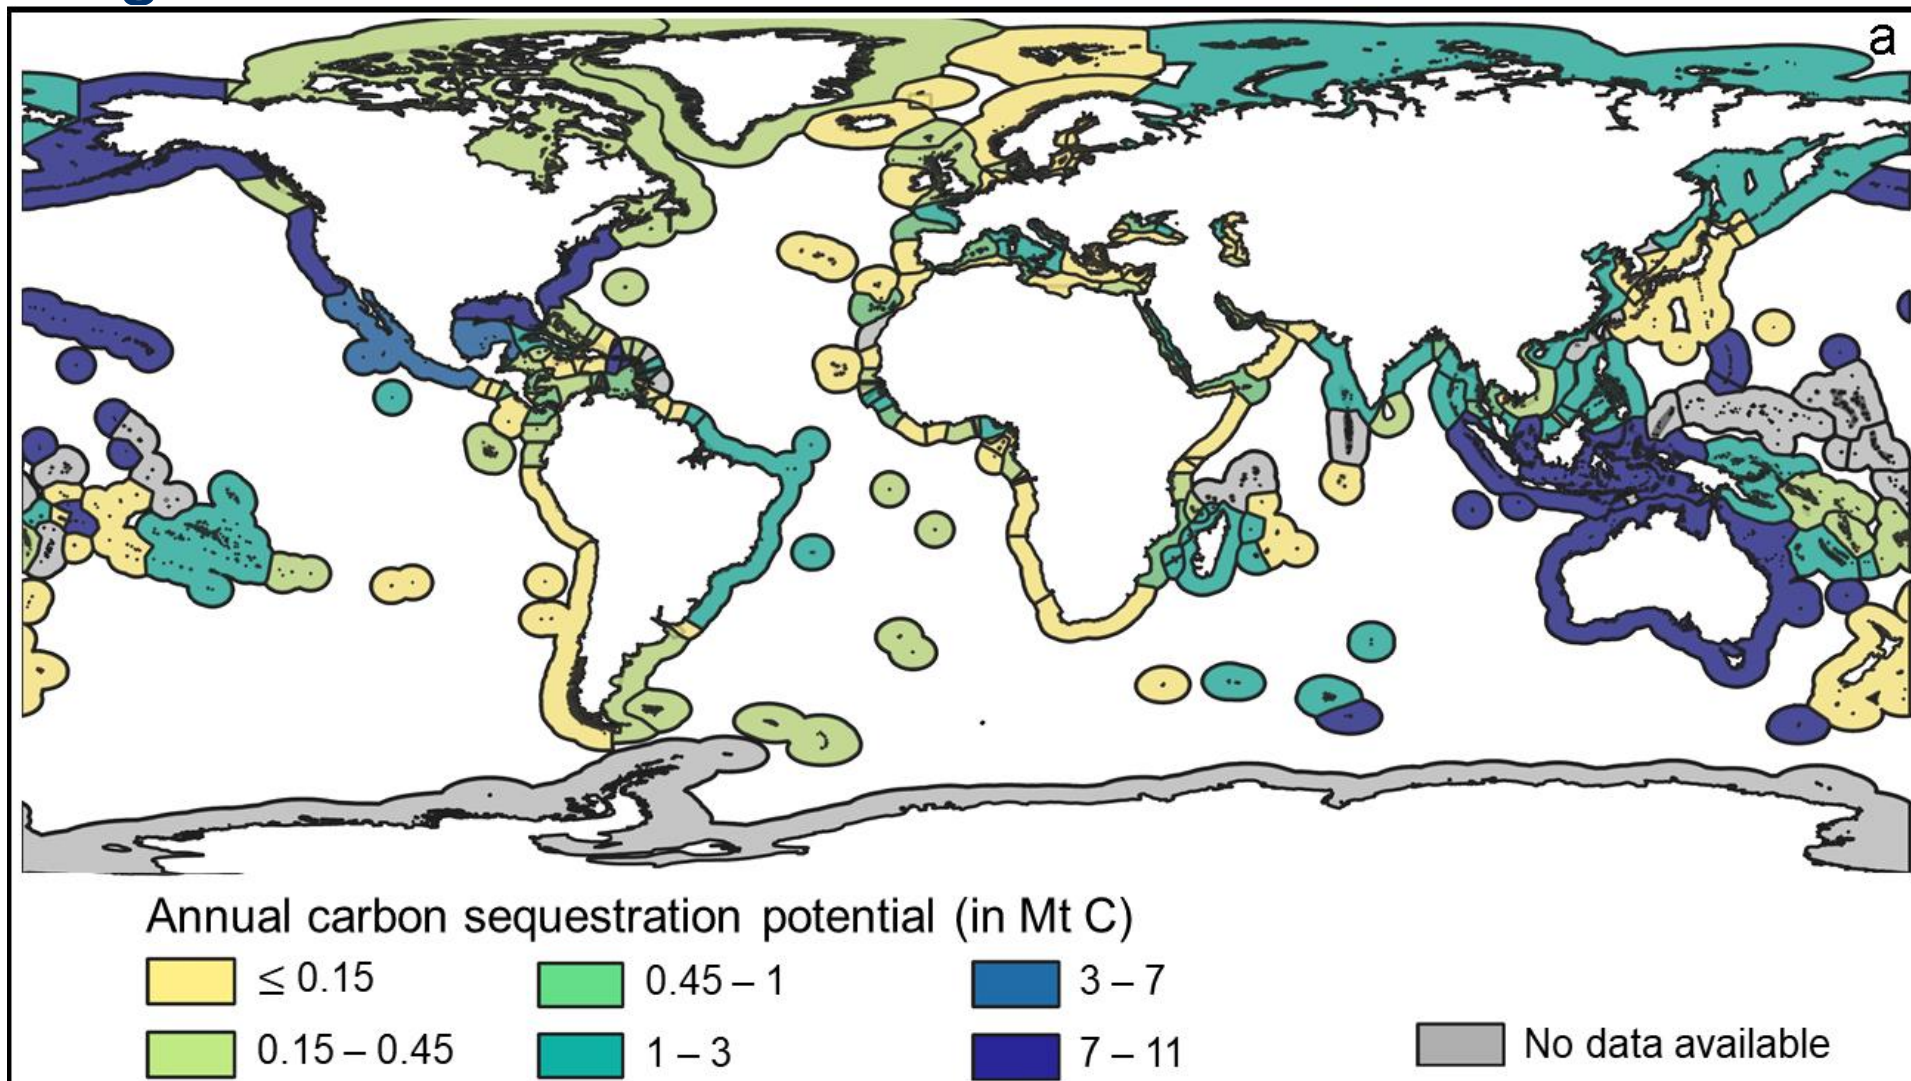 a
Annual carbon sequestration potential (in Mt C)
≤ 0.15
0.45 – 1
3 – 7
0.15 – 0.45
1 – 3
7 – 11
No data available